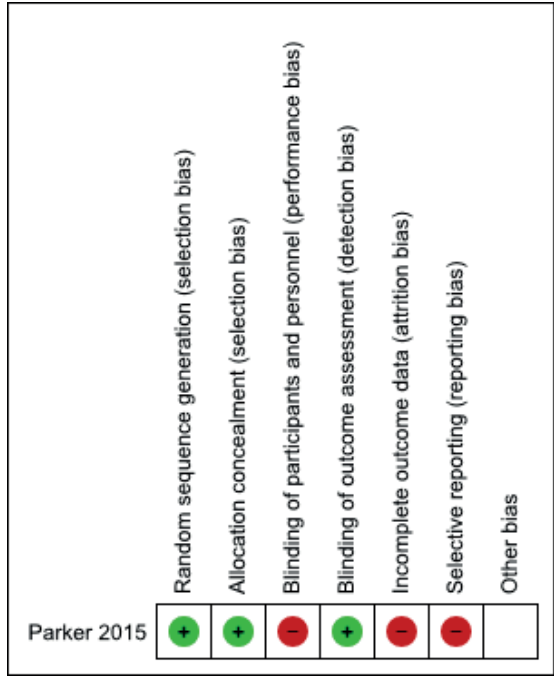 Random sequence generation (selection bias)
Allocation concealment (selection bias)
Blinding of participants and personnel (performance bias)
Blinding of outcome assessment (detection bias)
Incomplete outcome data (attrition bias)
Selective reporting (reporting bias)
Other bias
Parker 2015
+
+
–
+
–
–